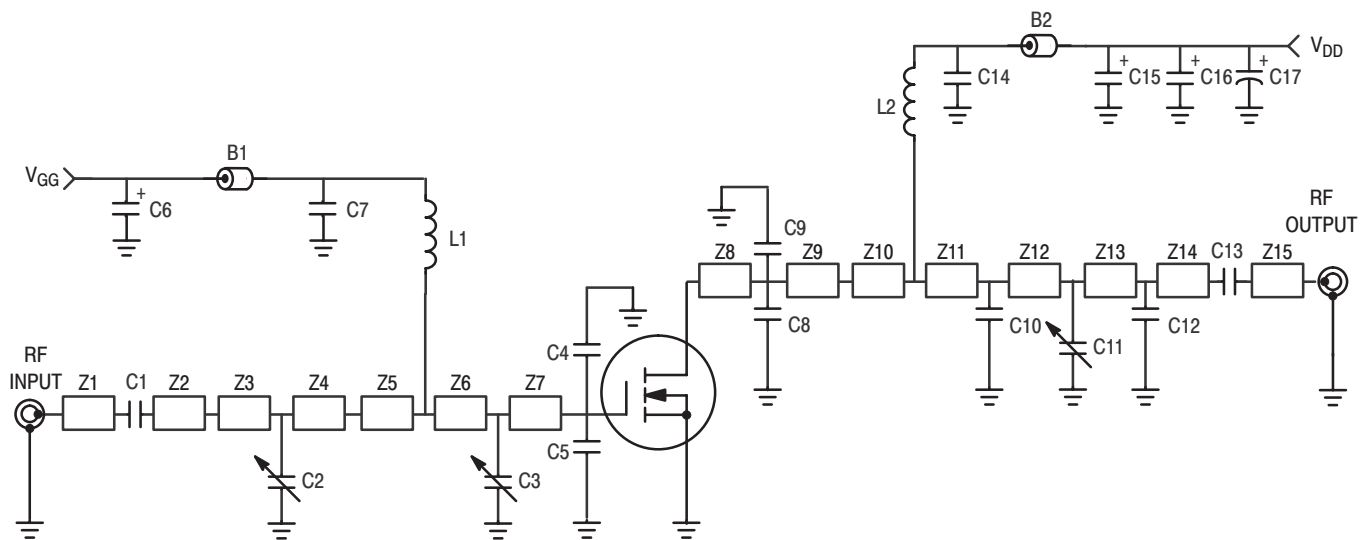 B2
V_DD
C14
+ C15
+ C16
+ C17
L2
B1
V_GG
+ C6
C7
L1
C9
RF
OUTPUT
Z8
Z9
Z10
Z11
Z12
Z13
Z14
C13
Z15
C8
C10
C11
C12
C4
RF
INPUT
Z1
C1
Z2
Z3
Z4
Z5
Z6
Z7
C5
C2
C3